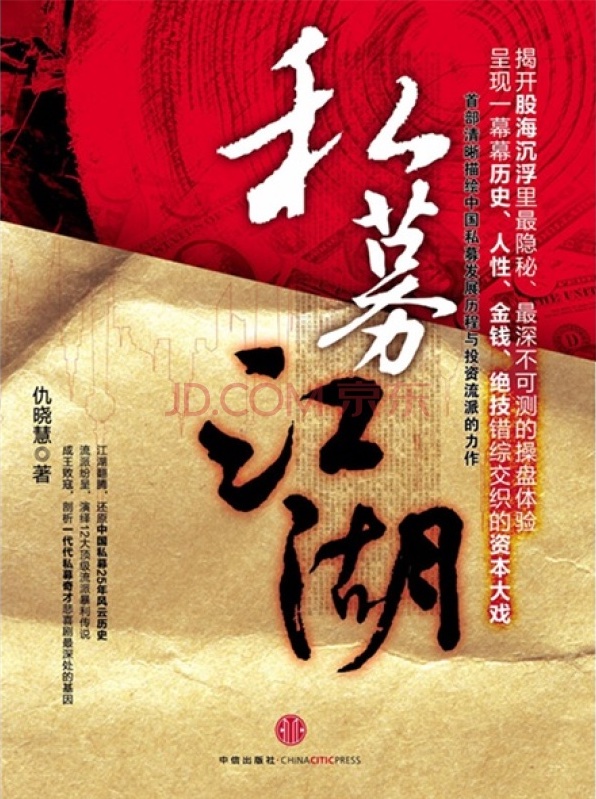 揭开股海沉浮里最隐秘、最深不可测的操盘体验
呈现一幕幕历史、人性、金钱、绝技错综交织的资本大戏
首部清晰描绘中国私募发展历程与投资流派的力作
私募
江湖
JD.COM 京东
仇晓慧◎著
江湖翻腾,还原中国私募25年风云历史
流派纷呈,演绎12大顶级流派暴利传说
成王败寇,剖析一代代私募奇才悲喜剧最深处的基因
中信出版社·CHINACITICPRESS